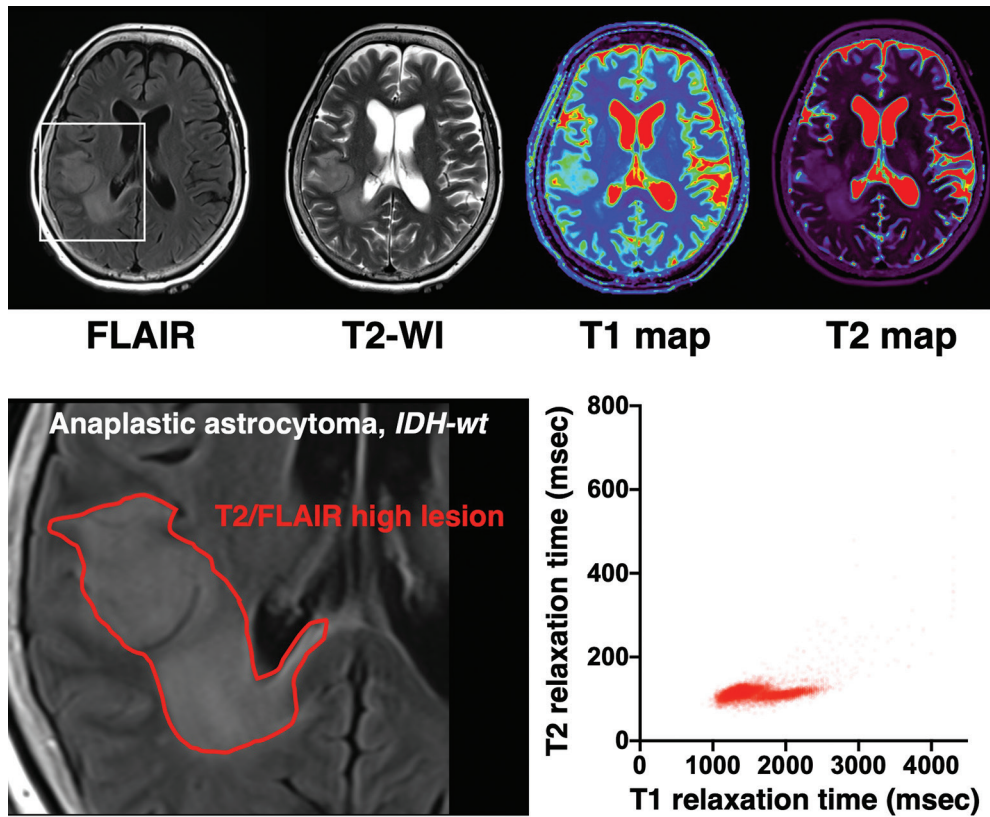 FLAIR T2-WI T1 map T2 map
Anaplastic astrocytoma, IDH-wt
T2/FLAIR high lesion
T2 relaxation time (msec)
800
600
400
200
0
0 1000 2000 3000 4000
T1 relaxation time (msec)